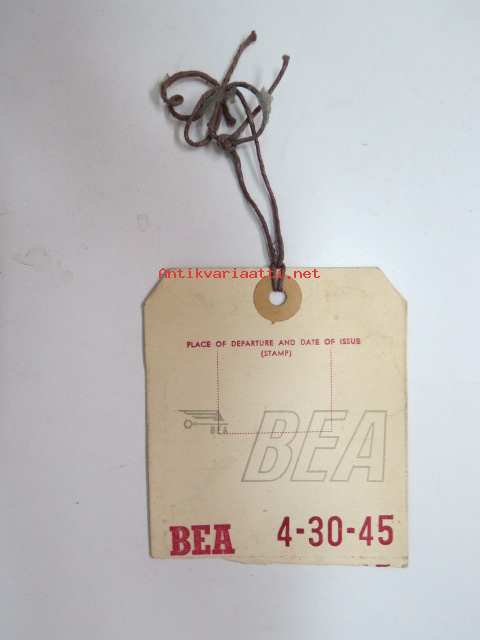 Antikvariaatti.net
PLACE OF DEPARTURE AND DATE OF ISSUE
(STAMP)
BEA
BEA
BEA 4-30-45